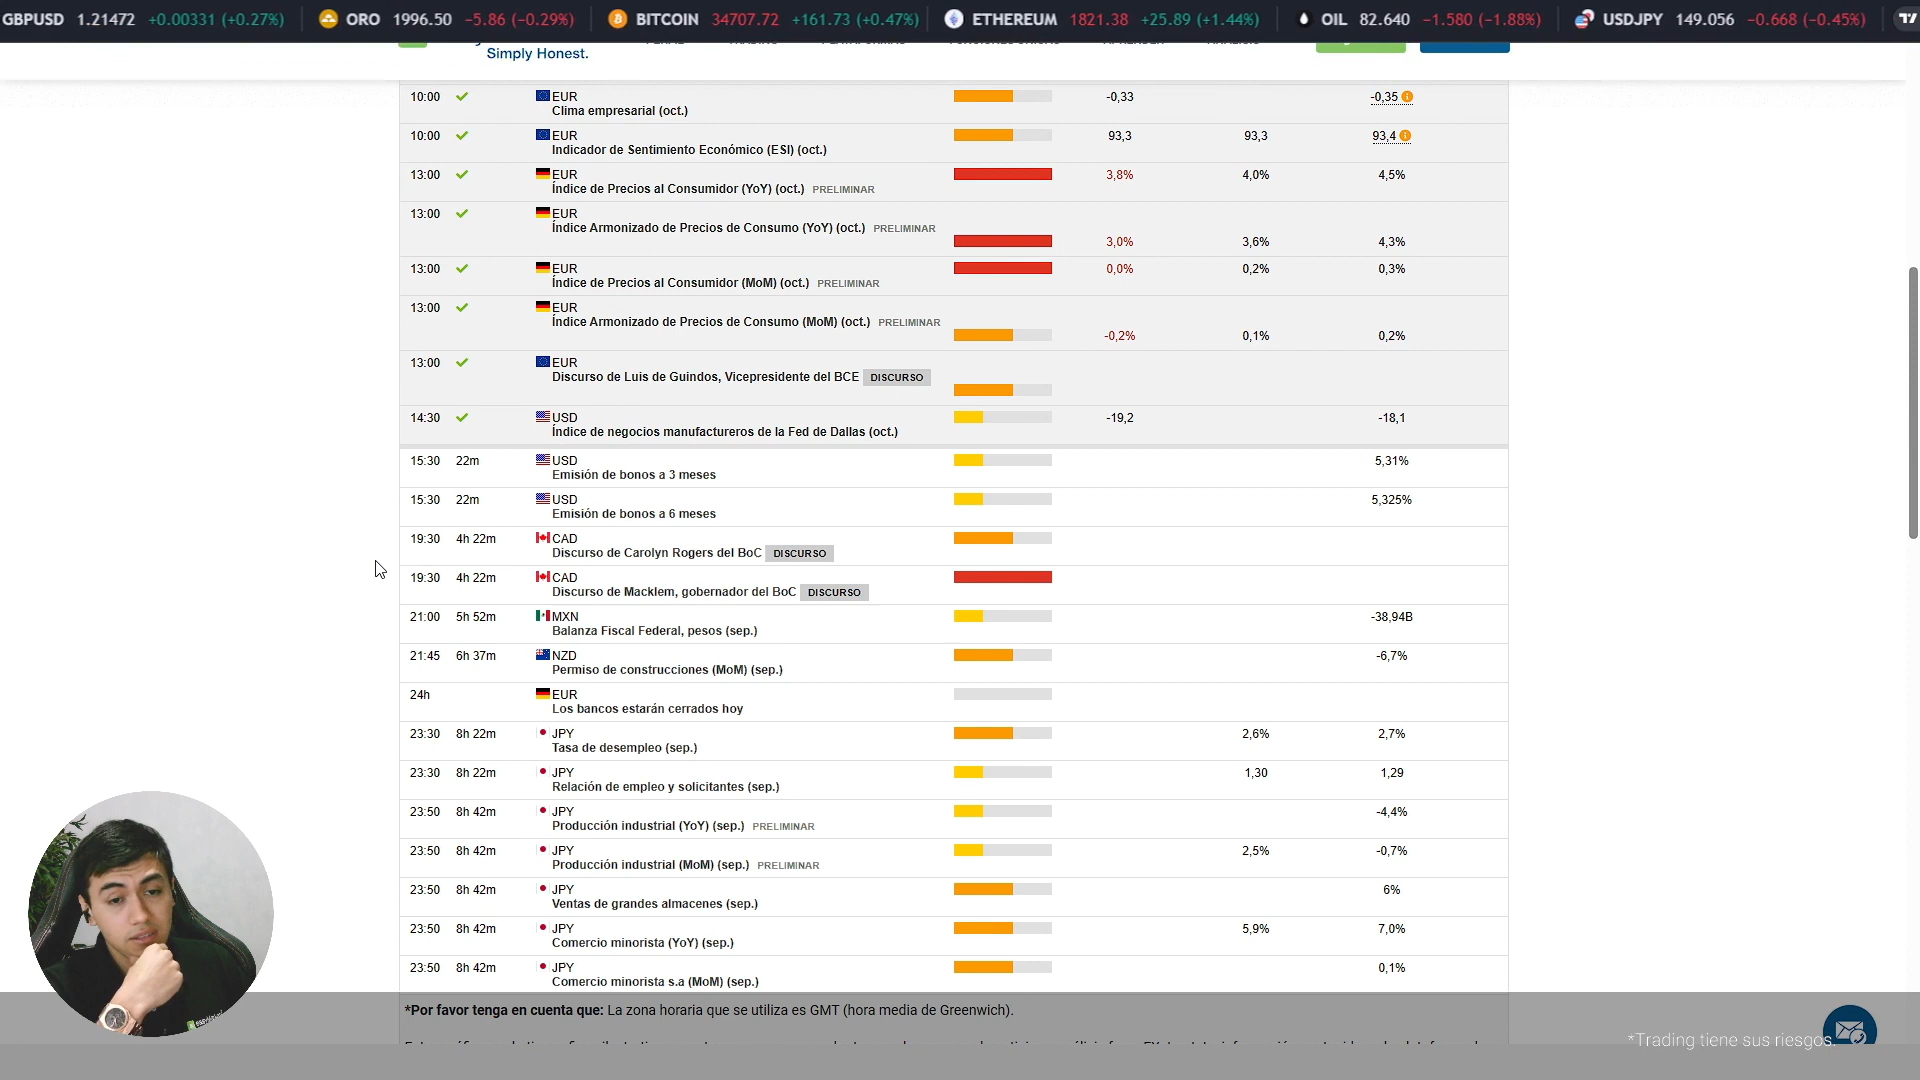 GBPUSD 1.21472 +0.00331 (+0.27%) ORO 1996.50 −5.86 (−0.29%) BITCOIN 34707.72 +161.73 (+0.47%) ETHEREUM 1821.38 +25.89 (+1.44%) OIL 82.640 −1.580 (−1.88%) USDJPY 149.056 −0.668 (−0.45%)
Simply Honest.
10:00 EUR -0,33 -0,35
Clima empresarial (oct.)
10:00 EUR 93,3 93,3 93,4
Indicador de Sentimiento Económico (ESI) (oct.)
13:00 EUR 3,8% 4,0% 4,5%
Índice de Precios al Consumidor (YoY) (oct.) PRELIMINAR
13:00 EUR
Índice Armonizado de Precios de Consumo (YoY) (oct.) PRELIMINAR
3,0% 3,6% 4,3%
13:00 EUR 0,0% 0,2% 0,3%
Índice de Precios al Consumidor (MoM) (oct.) PRELIMINAR
13:00 EUR
Índice Armonizado de Precios de Consumo (MoM) (oct.) PRELIMINAR
-0,2% 0,1% 0,2%
13:00 EUR
Discurso de Luis de Guindos, Vicepresidente del BCE DISCURSO
14:30 USD -19,2 -18,1
Índice de negocios manufactureros de la Fed de Dallas (oct.)
15:30 22m USD 5,31%
Emisión de bonos a 3 meses
15:30 22m USD 5,325%
Emisión de bonos a 6 meses
19:30 4h 22m CAD
Discurso de Carolyn Rogers del BoC DISCURSO
19:30 4h 22m CAD
Discurso de Macklem, gobernador del BoC DISCURSO
21:00 5h 52m MXN -38,94B
Balanza Fiscal Federal, pesos (sep.)
21:45 6h 37m NZD -6,7%
Permiso de construcciones (MoM) (sep.)
24h EUR
Los bancos estarán cerrados hoy
23:30 8h 22m JPY 2,6% 2,7%
Tasa de desempleo (sep.)
23:30 8h 22m JPY 1,30 1,29
Relación de empleo y solicitantes (sep.)
23:50 8h 42m JPY -4,4%
Producción industrial (YoY) (sep.) PRELIMINAR
23:50 8h 42m JPY 2,5% -0,7%
Producción industrial (MoM) (sep.) PRELIMINAR
23:50 8h 42m JPY 6%
Ventas de grandes almacenes (sep.)
23:50 8h 42m JPY 5,9% 7,0%
Comercio minorista (YoY) (sep.)
23:50 8h 42m JPY 0,1%
Comercio minorista s.a (MoM) (sep.)
*Por favor tenga en cuenta que: La zona horaria que se utiliza es GMT (hora media de Greenwich).
*Trading tiene sus riesgos.